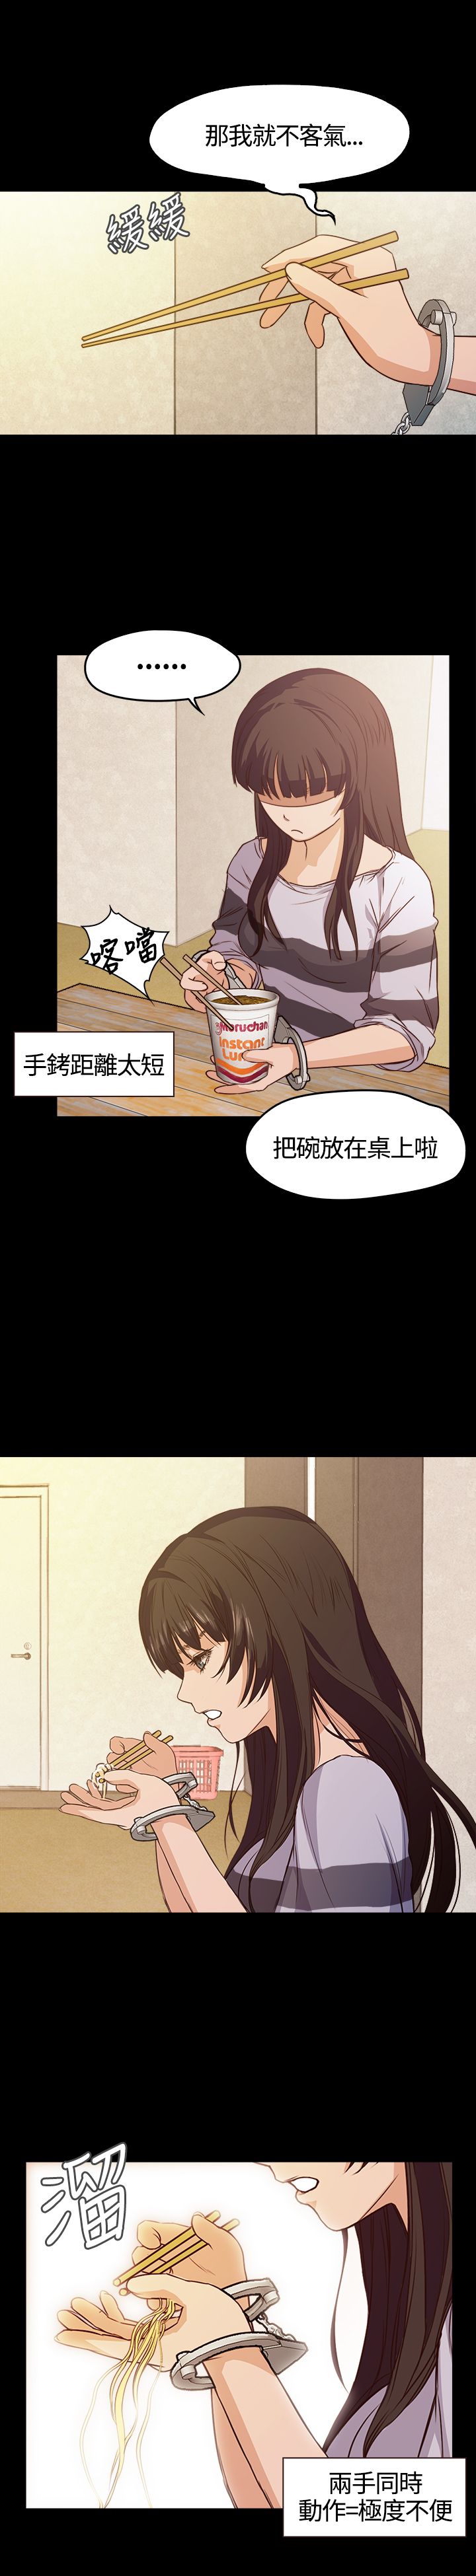 那我就不客氣...
緩緩
......
喀噹
maruchan
Instant
Lun
手銬距離太短
把碗放在桌上啦
溜
兩手同時
動作=極度不便